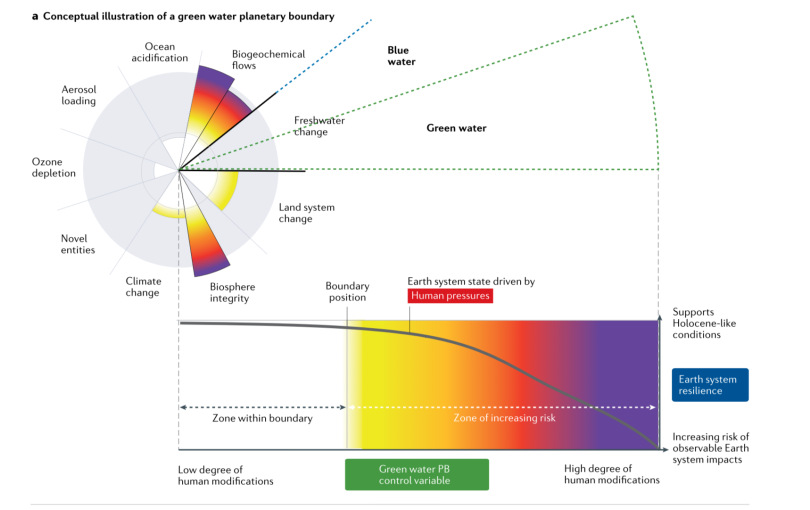 a Conceptual illustration of a green water planetary boundary
Ocean
acidification
Biogeochemical
flows
Blue
water
Aerosol
loading
Freshwater
change
Green water
Ozone
depletion
Land system
change
Novel
entities
Climate
change
Biosphere
integrity
Boundary
position
Earth system state driven by
Human pressures
Supports
Holocene-like
conditions
Earth system
resilience
Zone within boundary
Zone of increasing risk
Increasing risk of
observable Earth
system impacts
Low degree of
human modifications
Green water PB
control variable
High degree of
human modifications